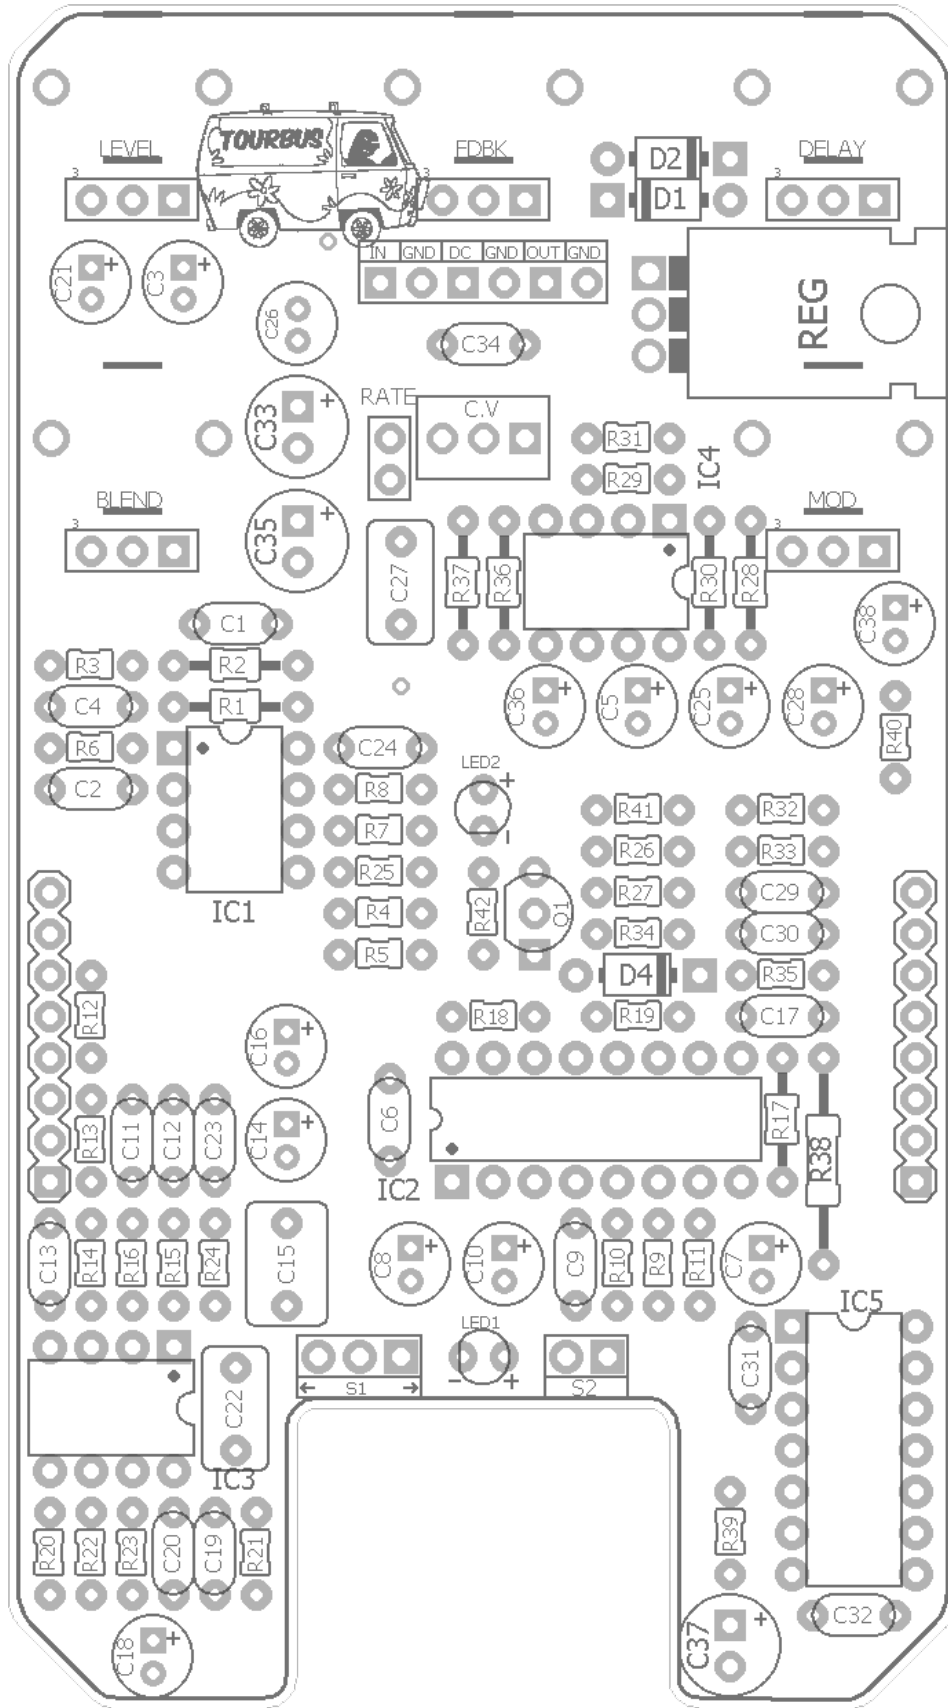 TOURBUS
LEVEL
FDBK
D2
DELAY
3
3
D1
IN GND DC GND OUT GND
C21 +
C3 +
C26
C34
REG
RATE
C.V
C33 +
R31
R29
IC4
C35 +
BLEND
3
MOD
3
C27
R37
R36
R30
R28
C38 +
C1
R3
R2
C4
R1
C36 +
C5 +
C25 +
C28 +
R6
C24
R40
C2
R8
LED2
+
-
R7
R41
R32
R25
R26
R33
IC1
R4
R42
Q1
R27
C29
R5
R34
C30
D4
R35
R12
R18
R19
C17
C16 +
R13
C11
C12
C23
C14 +
C6
R17
R38
IC2
C13
R14
R16
R15
R24
C15
C8 +
C10 +
C9
R10
R9
R11
C7 +
IC5
LED1
- +
S1
S2
C31
C22
IC3
R20
R22
R23
C20
C19
R21
R39
C18 +
C37 +
C32